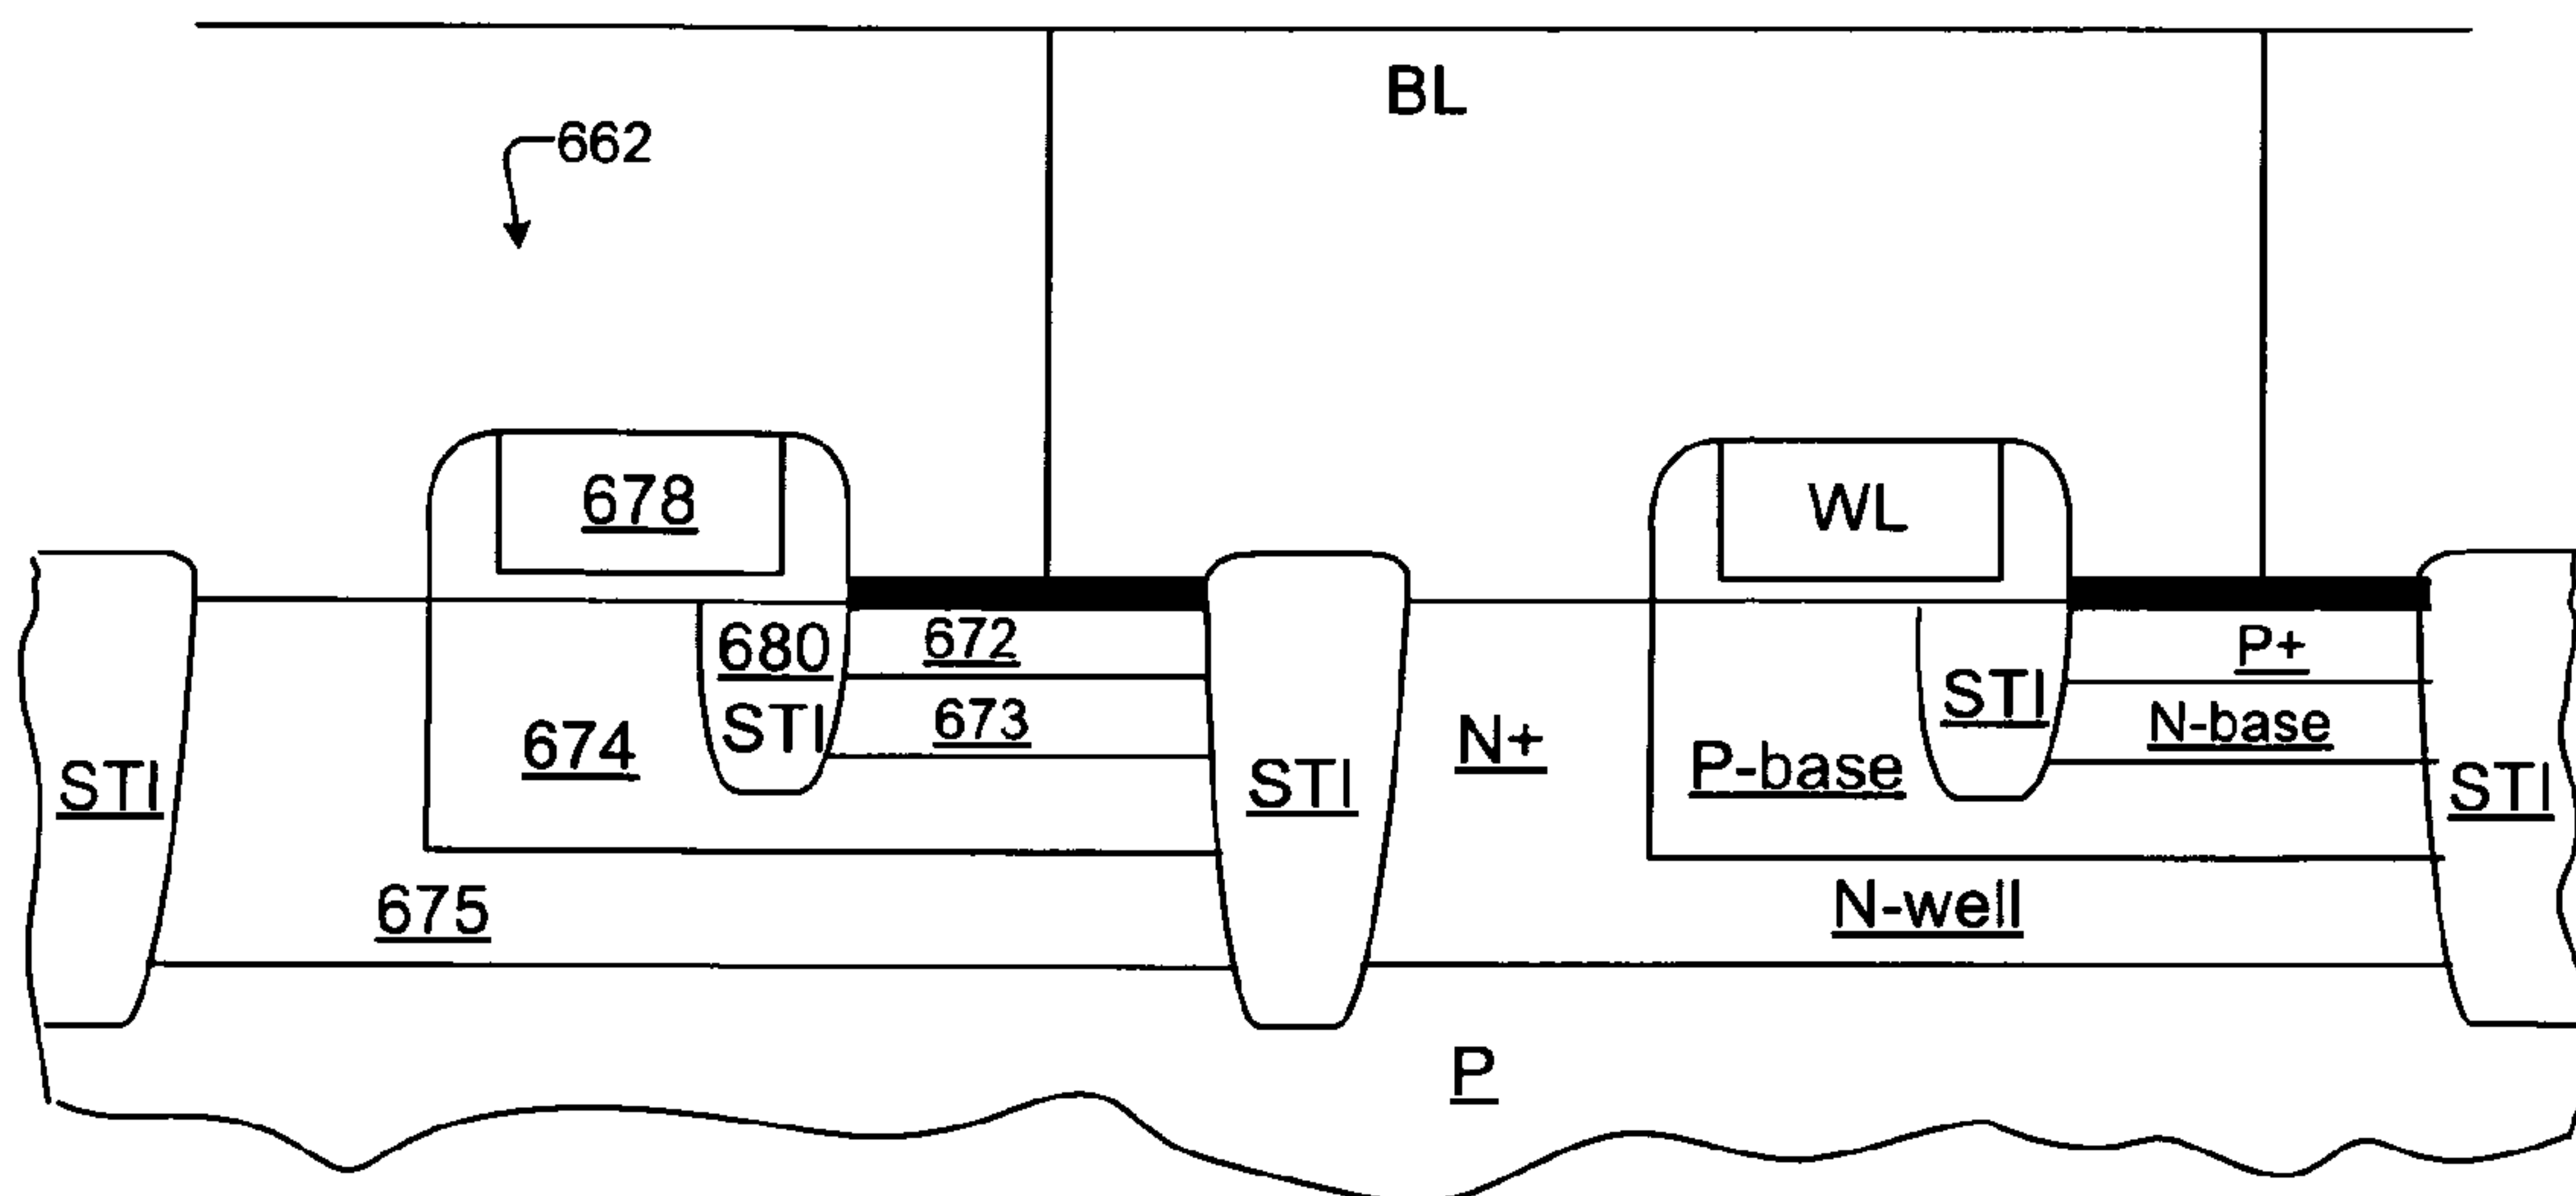 BL
662
678
WL
680
STI
672
673
674
675
STI
STI
N+
P-base
STI
P+
N-base
STI
N-well
P